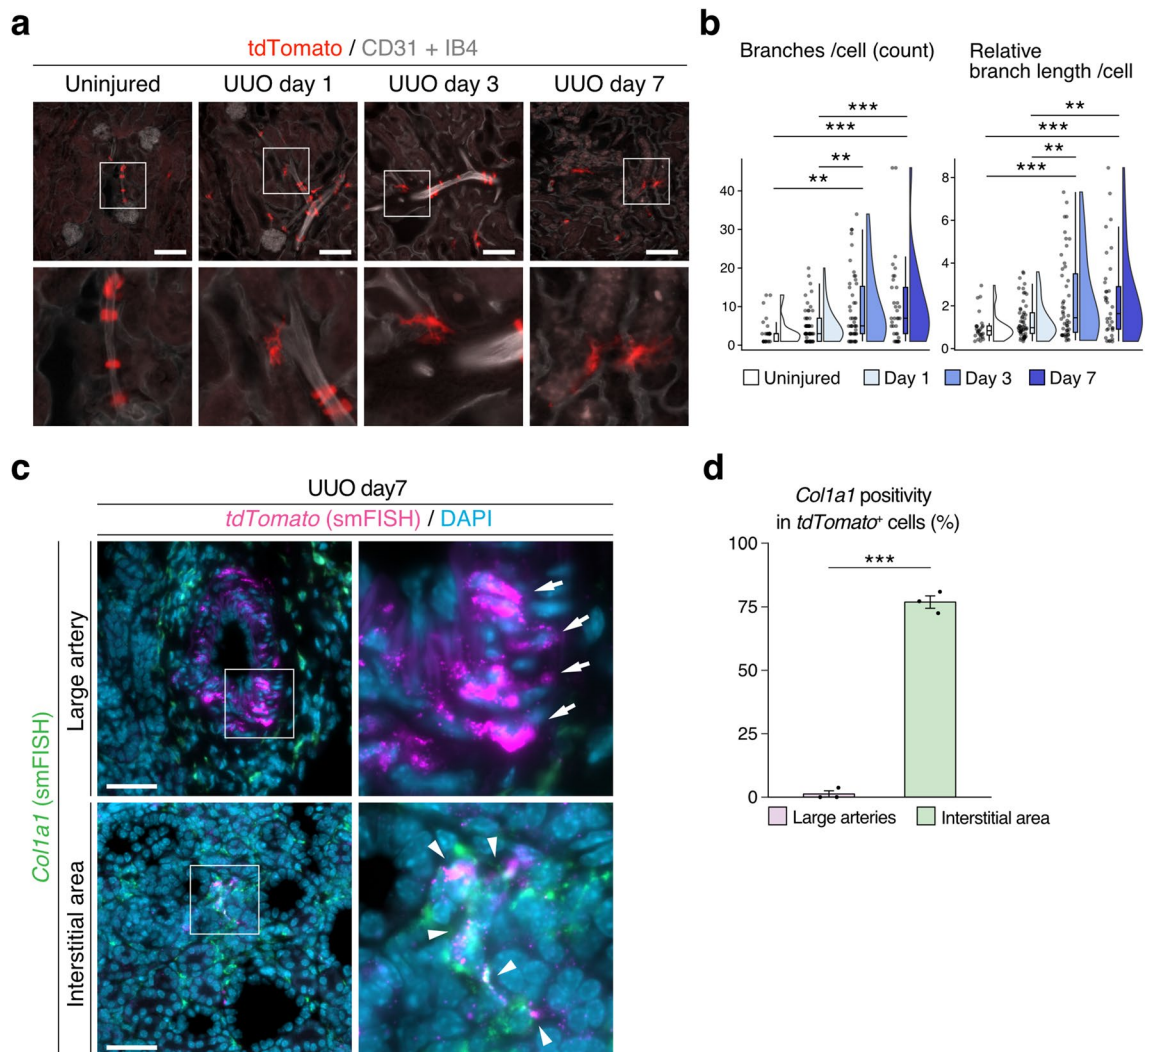 a
tdTomato / CD31 + IB4
Uninjured
UUO day 1
UUO day 3
UUO day 7
b
Branches /cell (count)
Relative
branch length /cell
***
***
**
**
40
30
20
10
0
**
***
**
***
8
6
4
2
0
Uninjured
Day 1
Day 3
Day 7
c
UUO day7
tdTomato (smFISH) / DAPI
Col1a1 (smFISH)
Large artery
Interstitial area
d
Col1a1 positivity
in tdTomato⁺ cells (%)
100
75
50
25
0
***
Large arteries
Interstitial area